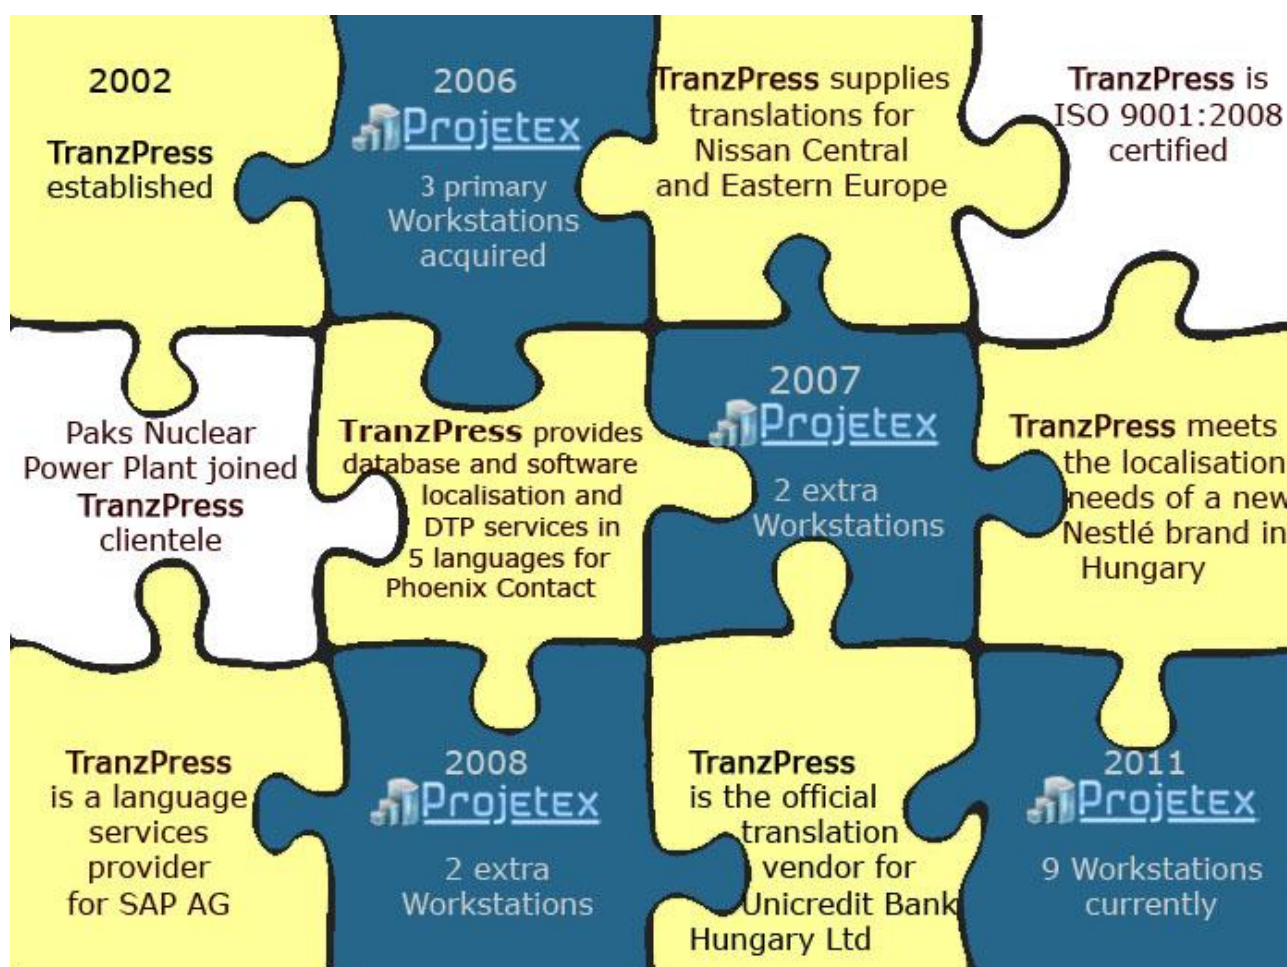 2002
TranzPress
established
2006
Projetex
3 primary
Workstations
acquired
TranzPress supplies
translations for
Nissan Central
and Eastern Europe
TranzPress is
ISO 9001:2008
certified
Paks Nuclear
Power Plant joined
TranzPress
clientele
TranzPress provides
database and software
localisation and
DTP services in
5 languages for
Phoenix Contact
2007
Projetex
2 extra
Workstations
TranzPress meets
the localisation
needs of a new
Nestlé brand in
Hungary
TranzPress
is a language
services
provider
for SAP AG
2008
Projetex
2 extra
Workstations
TranzPress
is the official
translation
vendor for
Unicredit Bank
Hungary Ltd
2011
Projetex
9 Workstations
currently